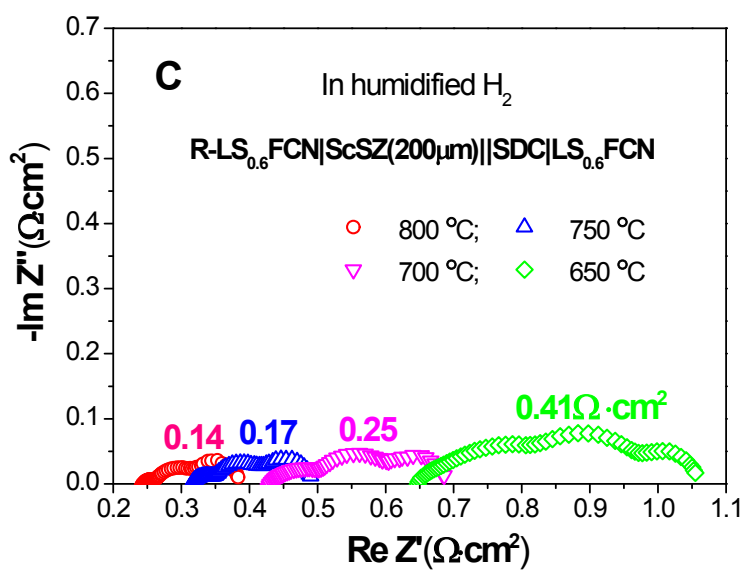 C
In humidified H₂
R-LS₀.₆FCN|ScSZ(200μm)||SDC|LS₀.₆FCN
800 °C; 750 °C
700 °C; 650 °C
0.7
0.6
0.5
0.4
0.3
0.2
0.1
0.0
-Im Z''(Ω·cm²)
0.14
0.17
0.25
0.41Ω·cm²
0.2 0.3 0.4 0.5 0.6 0.7 0.8 0.9 1.0 1.1
Re Z'(Ω·cm²)